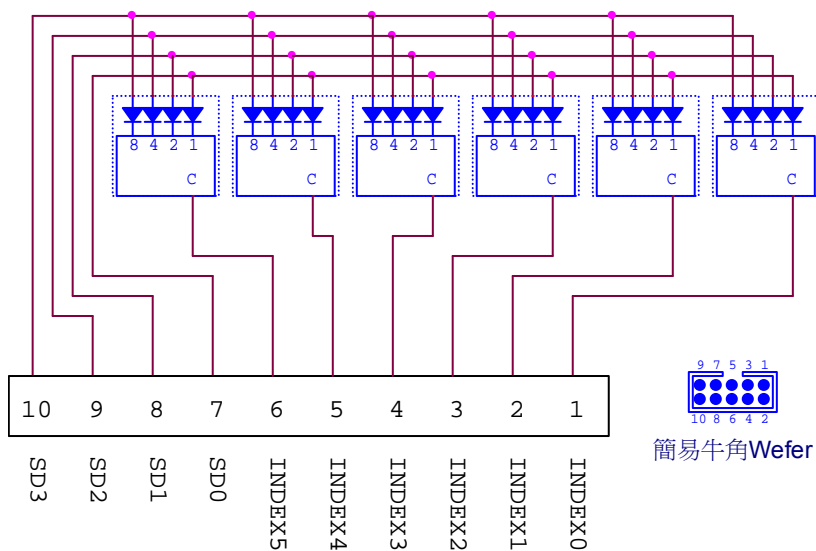 8 4 2 1 8 4 2 1 8 4 2 1 8 4 2 1 8 4 2 1 8 4 2 1
C C C C C C
9 7 5 3 1
10 9 8 7 6 5 4 3 2 1
10 8 6 4 2
簡易牛角Wefer
SD3
SD2
SD1
SD0
INDEX5
INDEX4
INDEX3
INDEX2
INDEX1
INDEX0